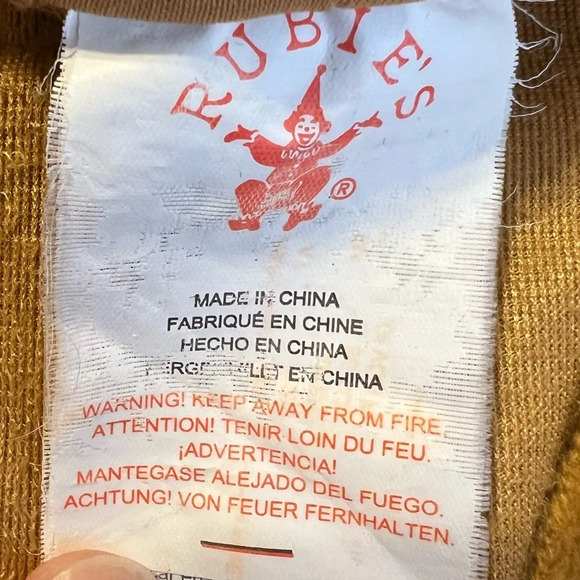 RUBIE'S
®
MADE IN CHINA
FABRIQUÉ EN CHINE
HECHO EN CHINA
EN CHINA
WARNING! KEEP AWAY FROM FIRE.
ATTENTION! TENIR LOIN DU FEU.
¡ADVERTENCIA!
MANTEGASE ALEJADO DEL FUEGO.
ACHTUNG! VON FEUER FERNHALTEN.